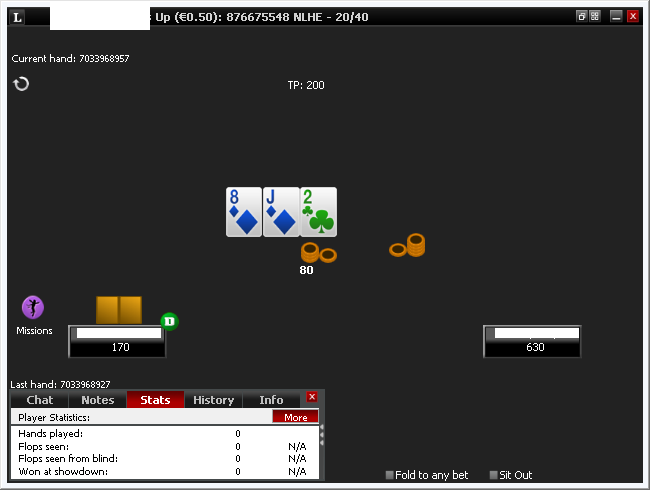 L s Up (€0.50): 876675548 NLHE - 20/40
Current hand: 7033968957
TP: 200
8 J 2
80
D
Missions
170
630
Last hand: 7033968927
Chat Notes Stats History Info
Player Statistics: More
Hands played: 0
Flops seen: 0 N/A
Flops seen from blind: 0 N/A
Won at showdown: 0 N/A
Fold to any bet Sit Out